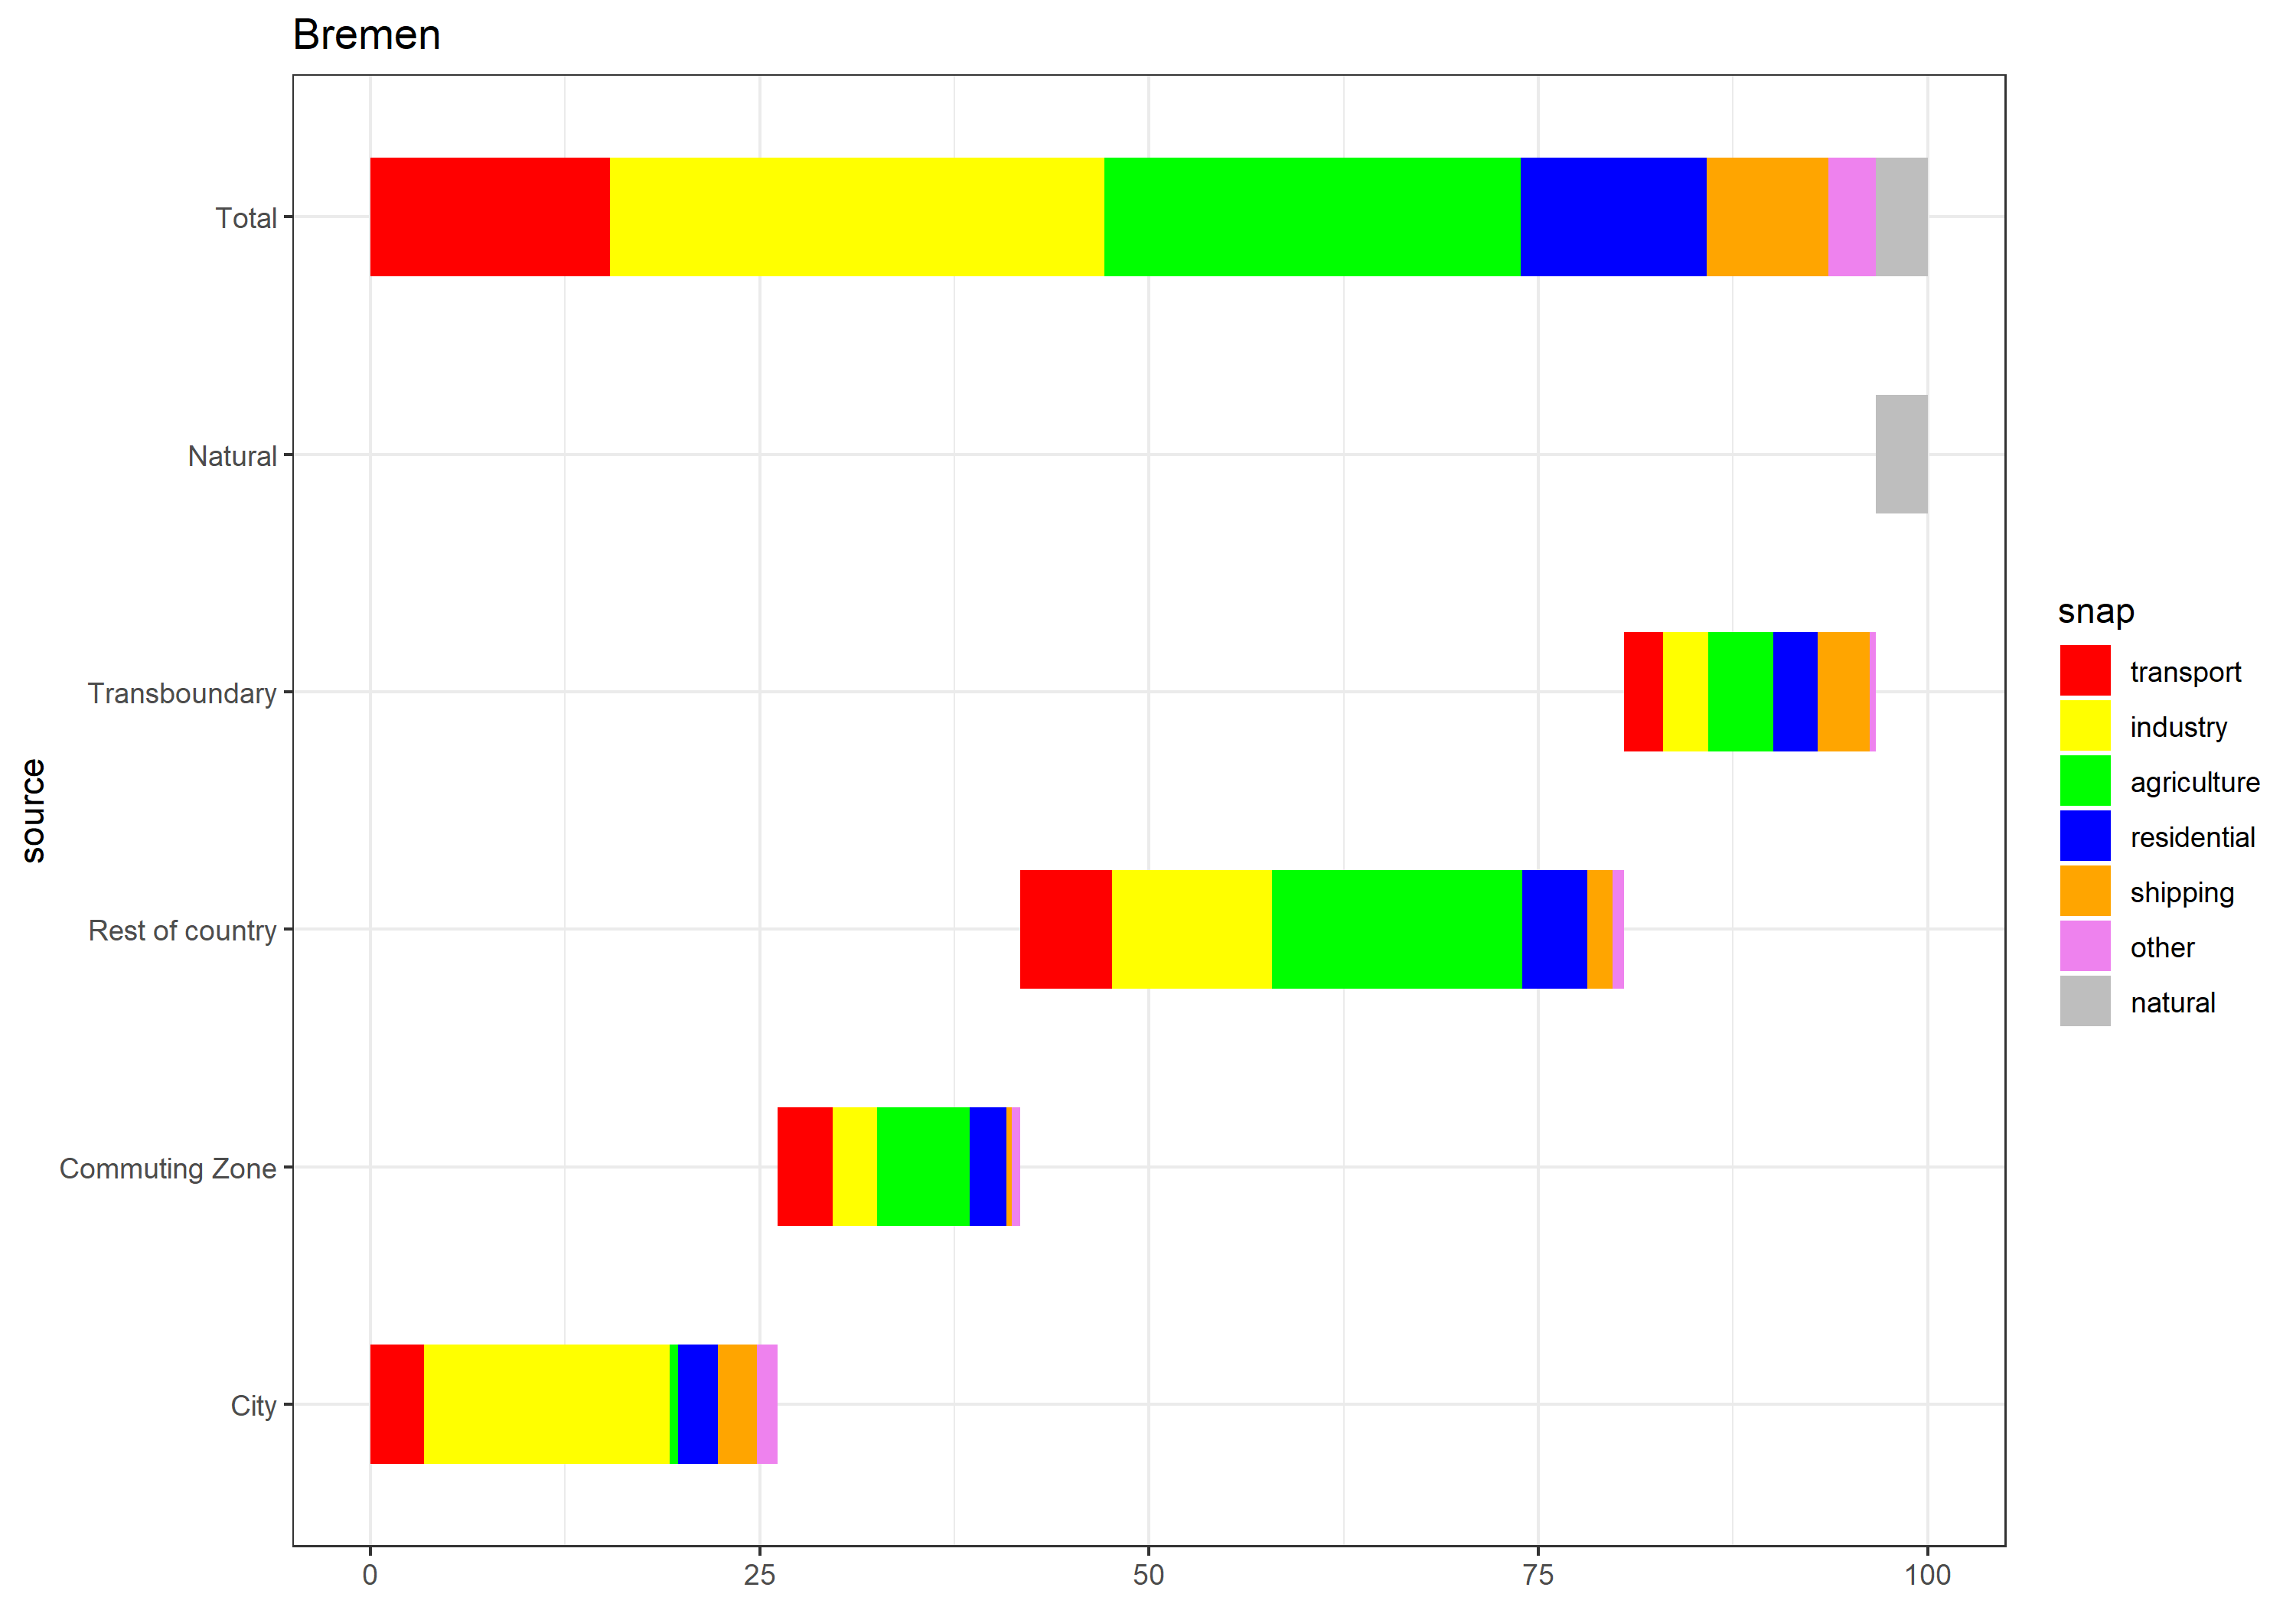 Bremen
Total
Natural
Transboundary
Rest of country
Commuting Zone
City
source
0 25 50 75 100
snap
transport
industry
agriculture
residential
shipping
other
natural